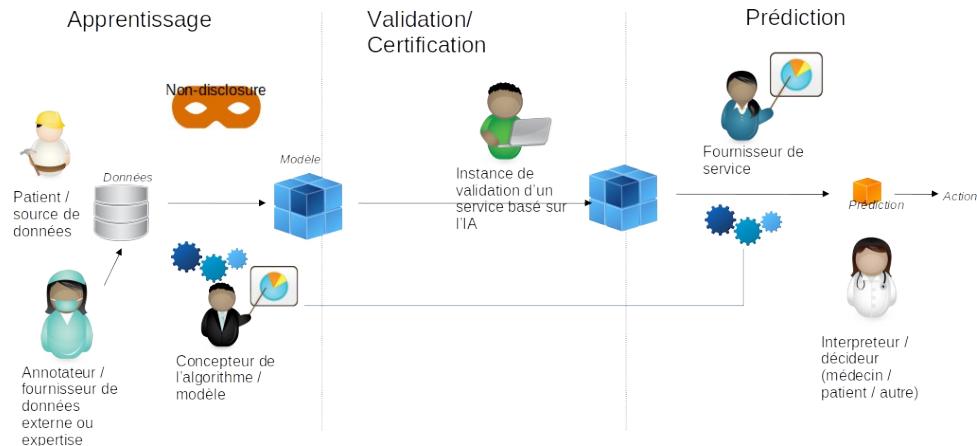 Apprentissage
Validation/
Certification
Prédiction
Non-disclosure
Patient /
source de
données
Données
Modèle
Instance de
validation d'un
service basé sur
l'IA
Fournisseur de
service
Prédiction
Action
Annotateur /
fournisseur de
données
externe ou
expertise
Concepteur de
l'algorithme /
modèle
Interpreteur /
décideur
(médecin /
patient / autre)